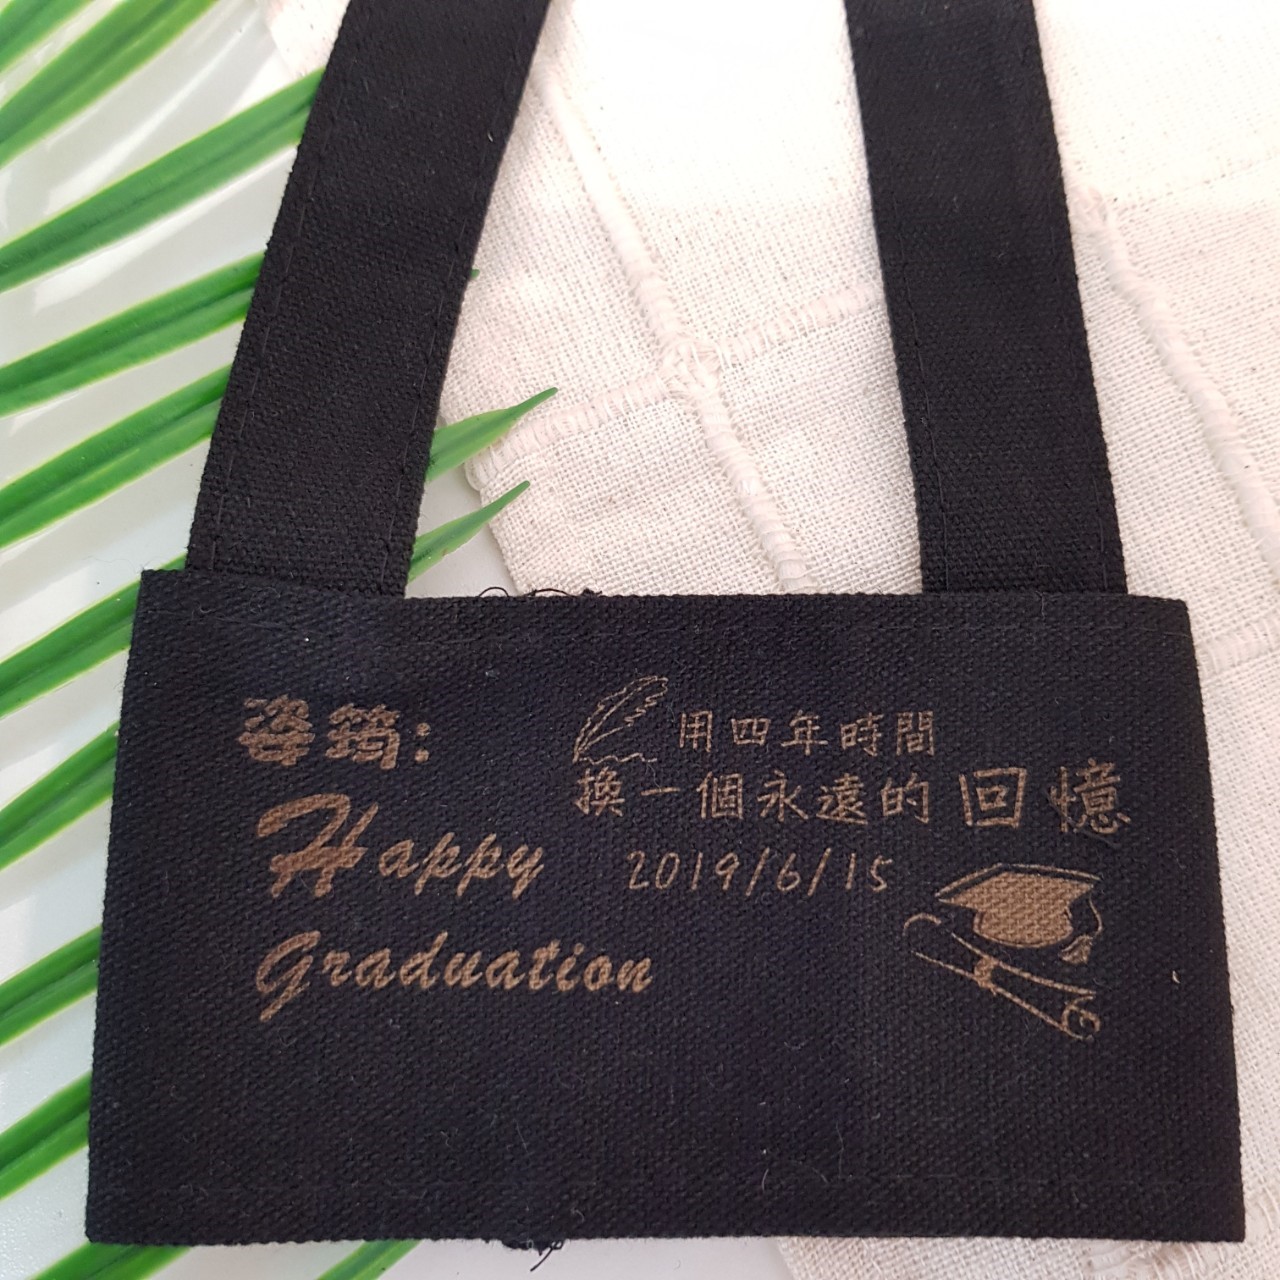 姿筠:
Happy
Graduation
用四年時間
換一個永遠的回憶
2019/6/15